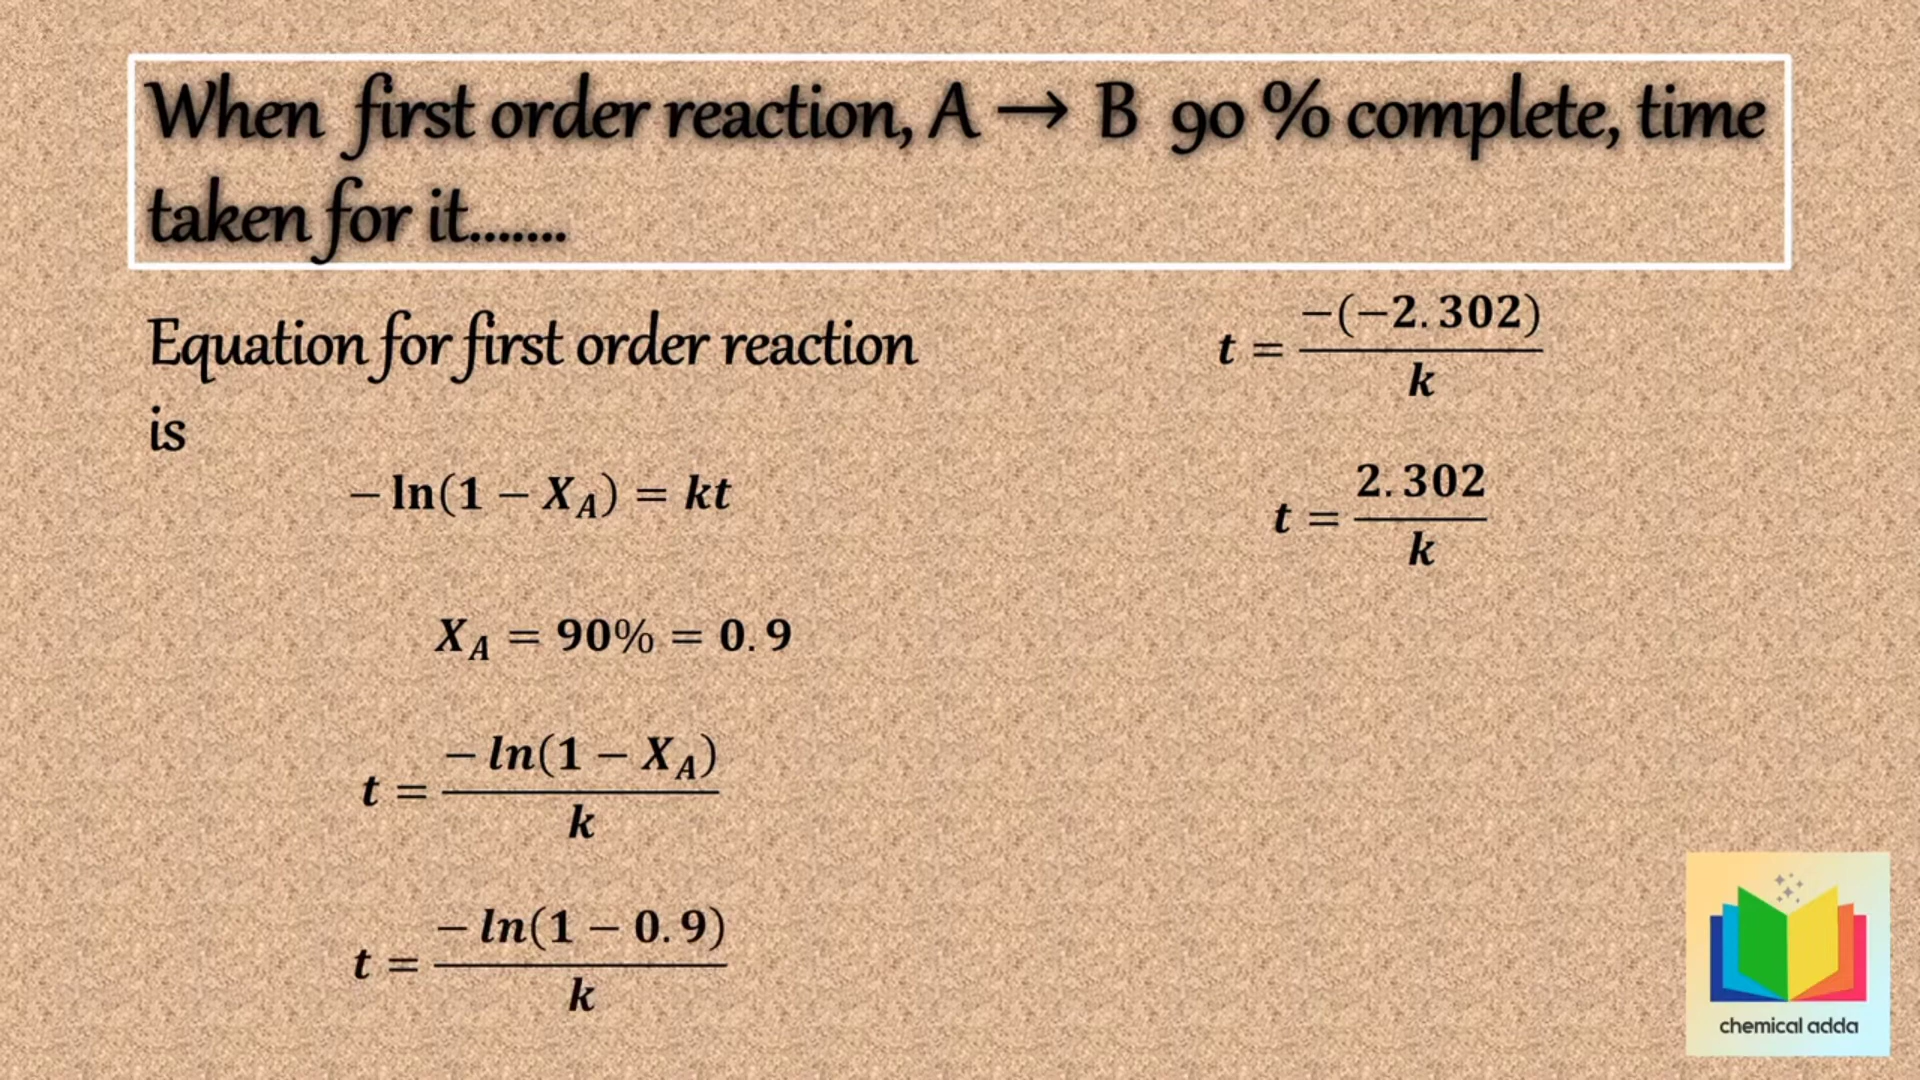 When first order reaction, A → B 90 % complete, time
taken for it.......
Equation for first order reaction
is
− ln(1 − X_A) = kt
X_A = 90% = 0.9
t = − ln(1 − X_A) / k
t = − ln(1 − 0.9) / k
t = −(−2.302) / k
t = 2.302 / k
chemical adda